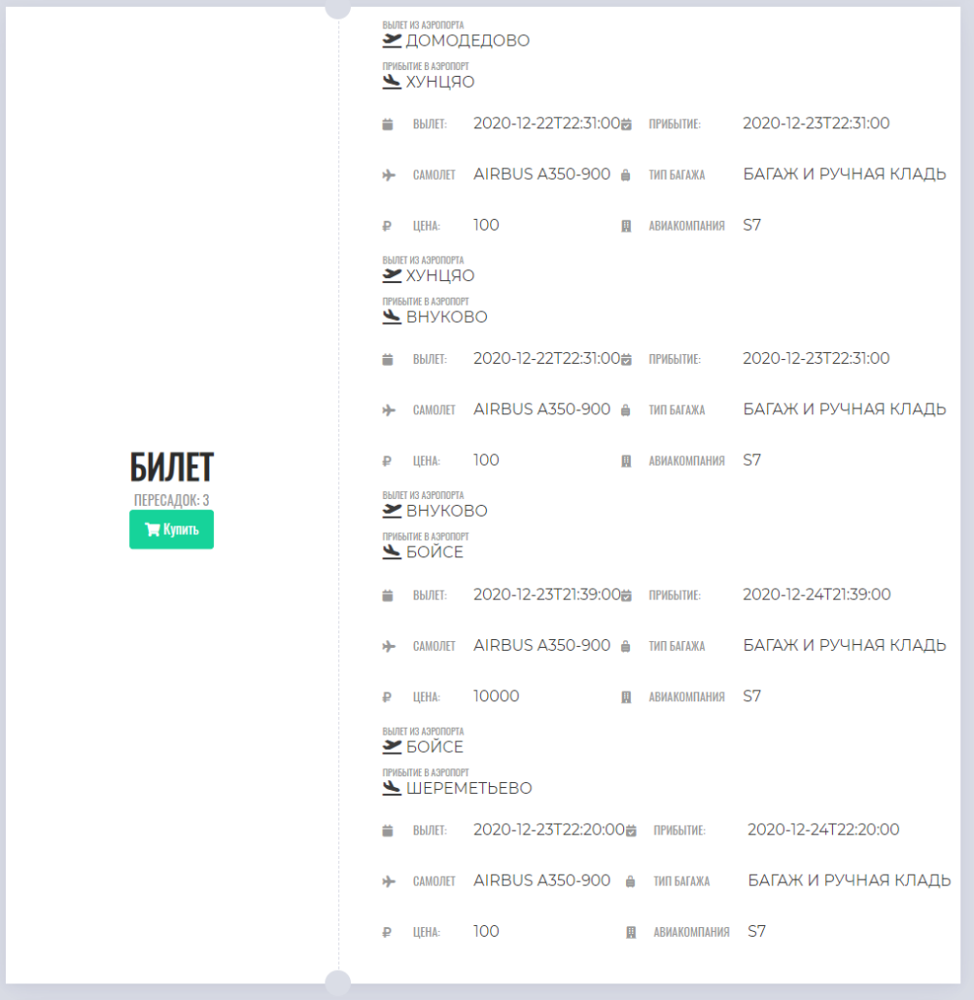 БИЛЕТ
ПЕРЕСАДОК: 3
Купить
ВЫЛЕТ ИЗ АЭРОПОРТА
ДОМОДЕДОВО
ПРИБЫТИЕ В АЭРОПОРТ
ХУНЦЯО
ВЫЛЕТ: 2020-12-22T22:31:00 ПРИБЫТИЕ: 2020-12-23T22:31:00
САМОЛЕТ AIRBUS A350-900 ТИП БАГАЖА БАГАЖ И РУЧНАЯ КЛАДЬ
ЦЕНА: 100 АВИАКОМПАНИЯ S7
ВЫЛЕТ ИЗ АЭРОПОРТА
ХУНЦЯО
ПРИБЫТИЕ В АЭРОПОРТ
ВНУКОВО
ВЫЛЕТ: 2020-12-22T22:31:00 ПРИБЫТИЕ: 2020-12-23T22:31:00
САМОЛЕТ AIRBUS A350-900 ТИП БАГАЖА БАГАЖ И РУЧНАЯ КЛАДЬ
ЦЕНА: 100 АВИАКОМПАНИЯ S7
ВЫЛЕТ ИЗ АЭРОПОРТА
ВНУКОВО
ПРИБЫТИЕ В АЭРОПОРТ
БОЙСЕ
ВЫЛЕТ: 2020-12-23T21:39:00 ПРИБЫТИЕ: 2020-12-24T21:39:00
САМОЛЕТ AIRBUS A350-900 ТИП БАГАЖА БАГАЖ И РУЧНАЯ КЛАДЬ
ЦЕНА: 10000 АВИАКОМПАНИЯ S7
ВЫЛЕТ ИЗ АЭРОПОРТА
БОЙСЕ
ПРИБЫТИЕ В АЭРОПОРТ
ШЕРЕМЕТЬЕВО
ВЫЛЕТ: 2020-12-23T22:20:00 ПРИБЫТИЕ: 2020-12-24T22:20:00
САМОЛЕТ AIRBUS A350-900 ТИП БАГАЖА БАГАЖ И РУЧНАЯ КЛАДЬ
ЦЕНА: 100 АВИАКОМПАНИЯ S7